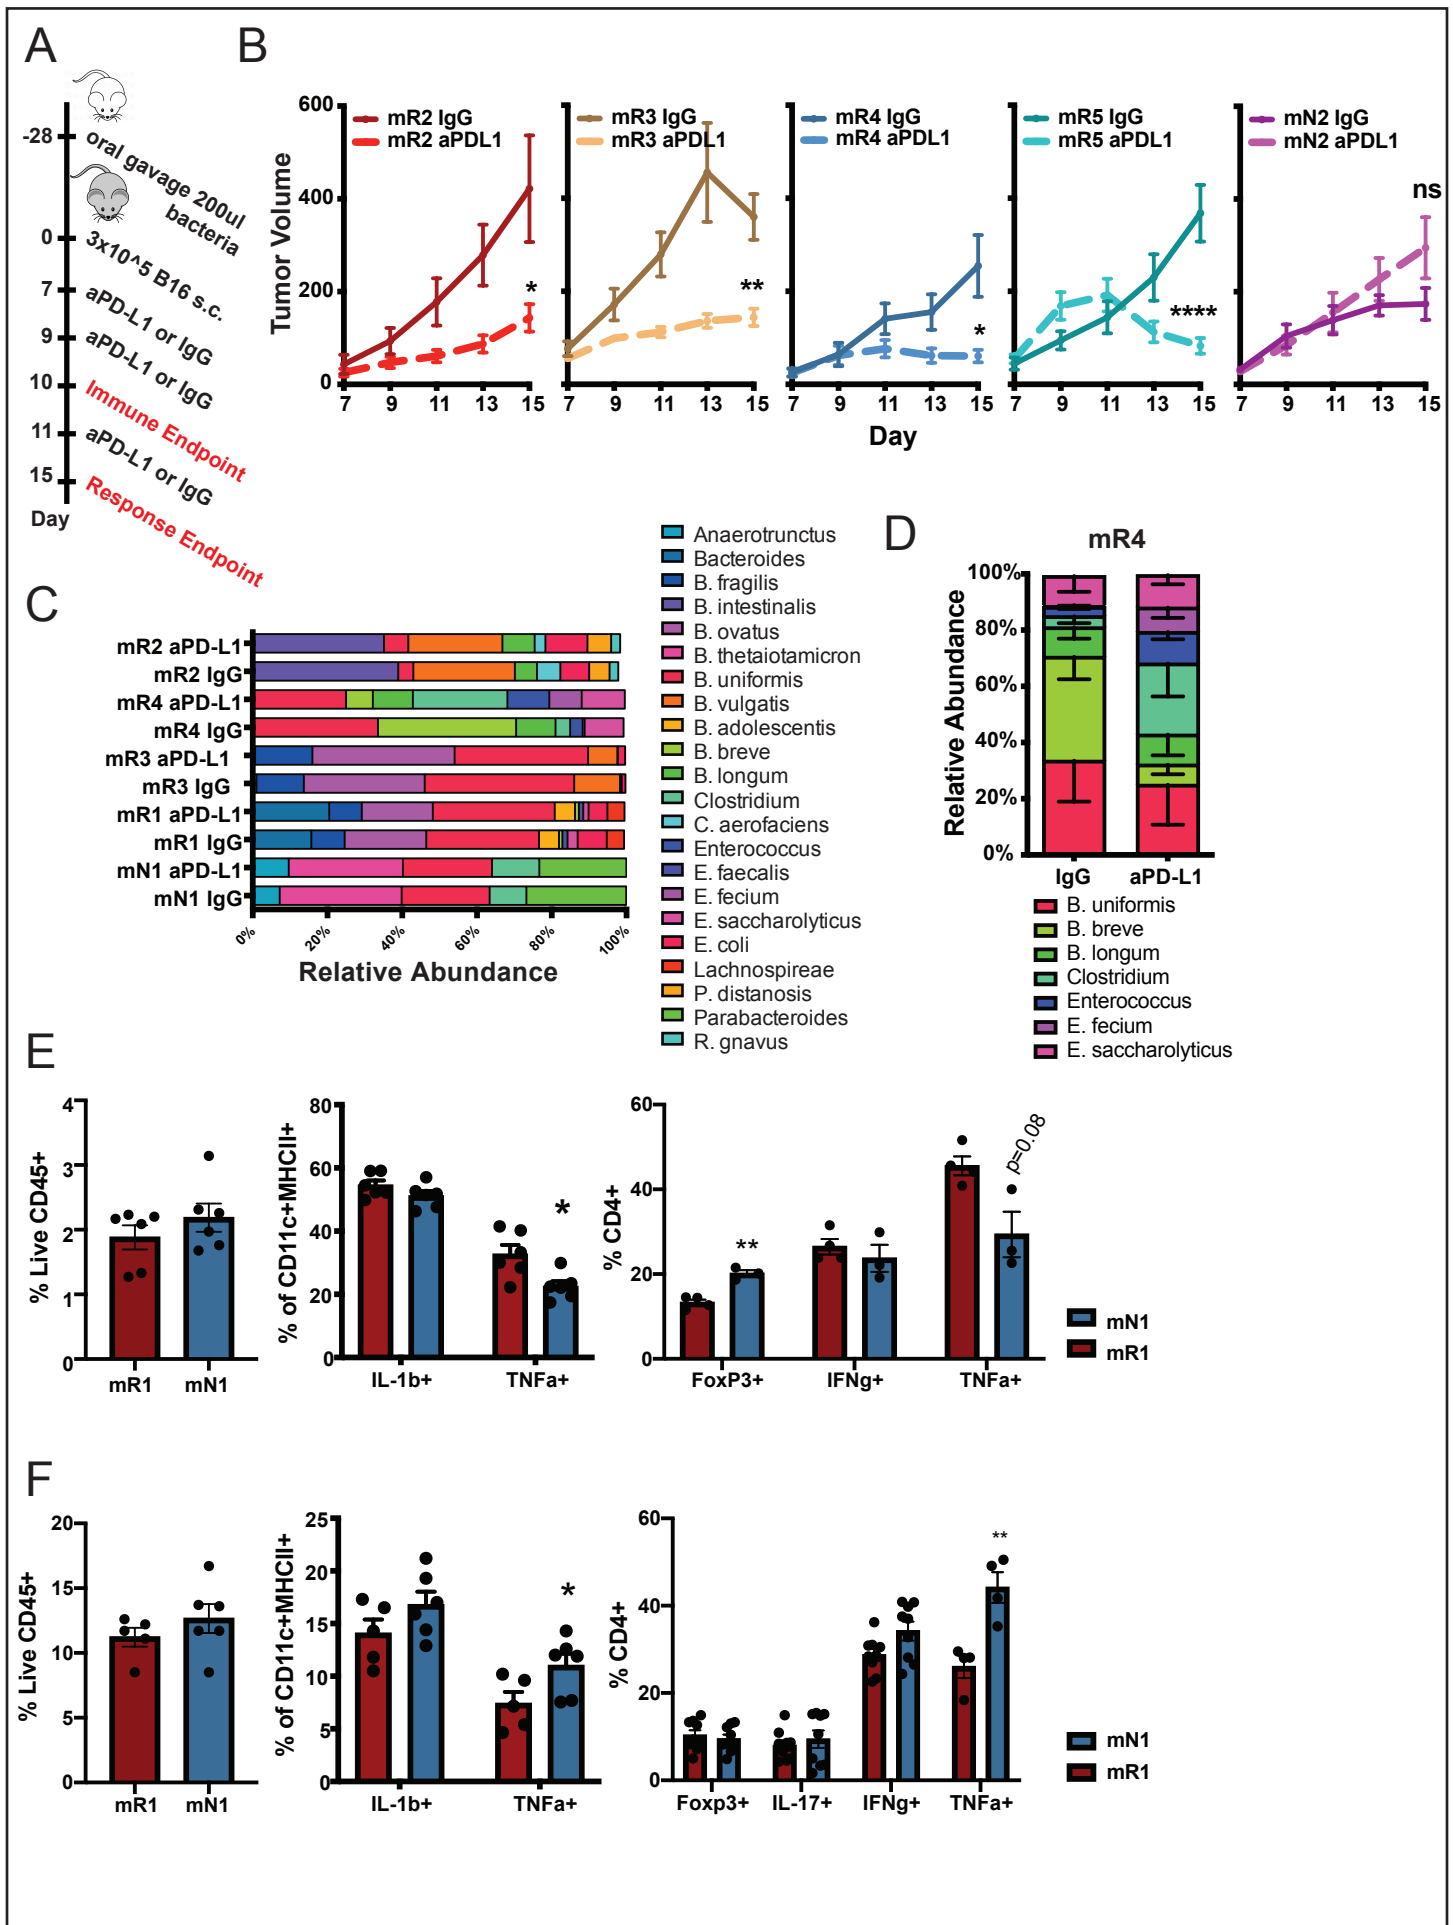 A
-28
oral gavage 200ul
bacteria
0
3x10^5 B16 s.c.
7
aPD-L1 or IgG
9
aPD-L1 or IgG
10
Immune Endpoint
11
aPD-L1 or IgG
15
Response Endpoint
Day
B
Tumor Volume
600
400
200
0
mR2 IgG
mR2 aPDL1
*
7 9 11 13 15
mR3 IgG
mR3 aPDL1
**
7 9 11 13 15
mR4 IgG
mR4 aPDL1
*
7 9 11 13 15
mR5 IgG
mR5 aPDL1
****
7 9 11 13 15
mN2 IgG
mN2 aPDL1
ns
7 9 11 13 15
Day
C
mR2 aPD-L1
mR2 IgG
mR4 aPD-L1
mR4 IgG
mR3 aPD-L1
mR3 IgG
mR1 aPD-L1
mR1 IgG
mN1 aPD-L1
mN1 IgG
0% 20% 40% 60% 80% 100%
Relative Abundance
Anaerotrunctus
Bacteroides
B. fragilis
B. intestinalis
B. ovatus
B. thetaiotamicron
B. uniformis
B. vulgatis
B. adolescentis
B. breve
B. longum
Clostridium
C. aerofaciens
Enterococcus
E. faecalis
E. fecium
E. saccharolyticus
E. coli
Lachnospireae
P. distanosis
Parabacteroides
R. gnavus
D
mR4
Relative Abundance
100%
80%
60%
40%
20%
0%
IgG aPD-L1
B. uniformis
B. breve
B. longum
Clostridium
Enterococcus
E. fecium
E. saccharolyticus
E
% Live CD45+
4
3
2
1
0
mR1 mN1
% of CD11c+MHCII+
80
60
40
20
0
*
IL-1b+ TNFa+
% CD4+
60
40
20
0
**
p=0.08
FoxP3+ IFNg+ TNFa+
mN1
mR1
F
% Live CD45+
20
15
10
5
0
mR1 mN1
% of CD11c+MHCII+
25
20
15
10
5
0
*
IL-1b+ TNFa+
% CD4+
60
40
20
0
**
Foxp3+ IL-17+ IFNg+ TNFa+
mN1
mR1